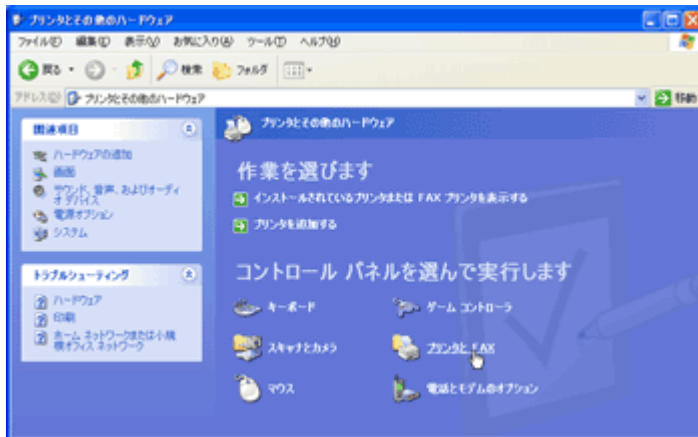 プリンタとその他のハードウェア
ファイル(F) 編集(E) 表示(V) お気に入り(A) ツール(T) ヘルプ(H)
戻る 検索 フォルダ
アドレス(D) プリンタとその他のハードウェア 移動
関連項目
ハードウェアの追加
画面
サウンド、音声、およびオーディ
オ デバイス
電源オプション
システム
トラブルシューティング
ハードウェア
印刷
ホーム ネットワークまたは小規
模オフィス ネットワーク
プリンタとその他のハードウェア
作業を選びます
インストールされているプリンタまたは FAX プリンタを表示する
プリンタを追加する
コントロール パネルを選んで実行します
キーボード
ゲーム コントローラ
スキャナとカメラ
プリンタと FAX
マウス
電話とモデムのオプション